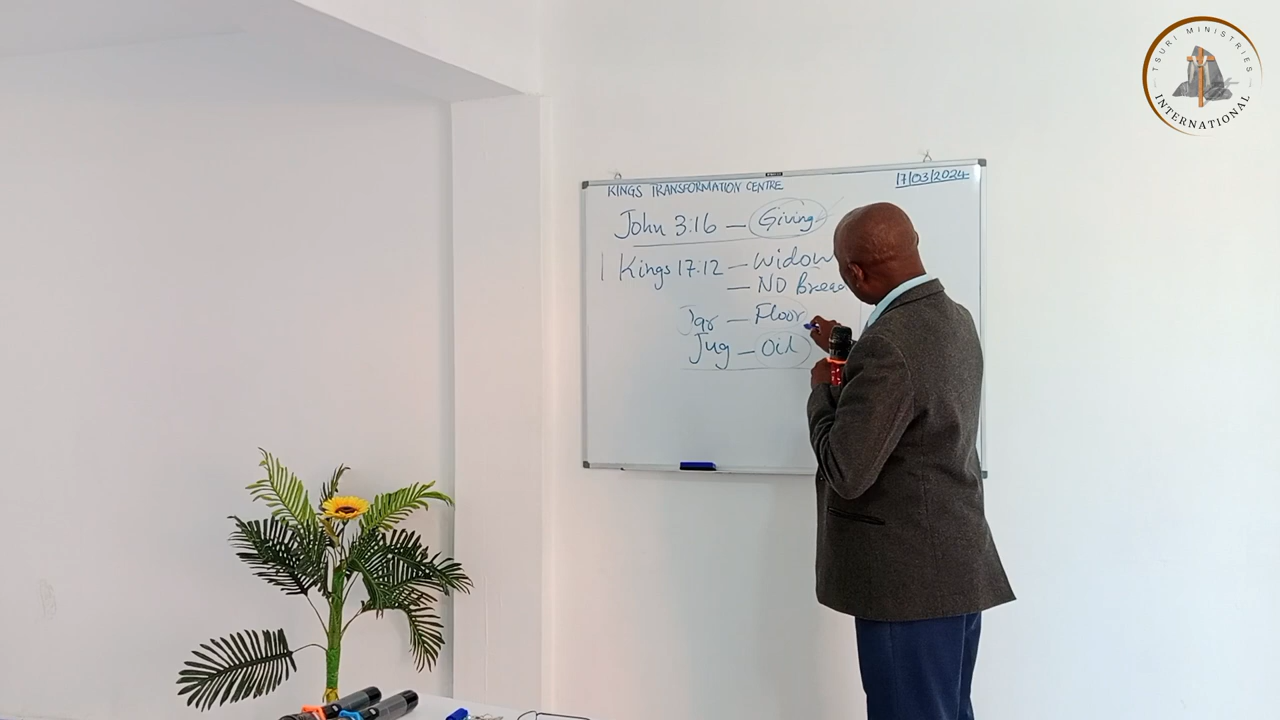 TSURI MINISTRIES
INTERNATIONAL
KINGS TRANSFORMATION CENTRE
17/03/2024
John 3:16 — Giving
1 Kings 17:12 — Widow
— NO Bread
Jar — Floor
Jug — Oil